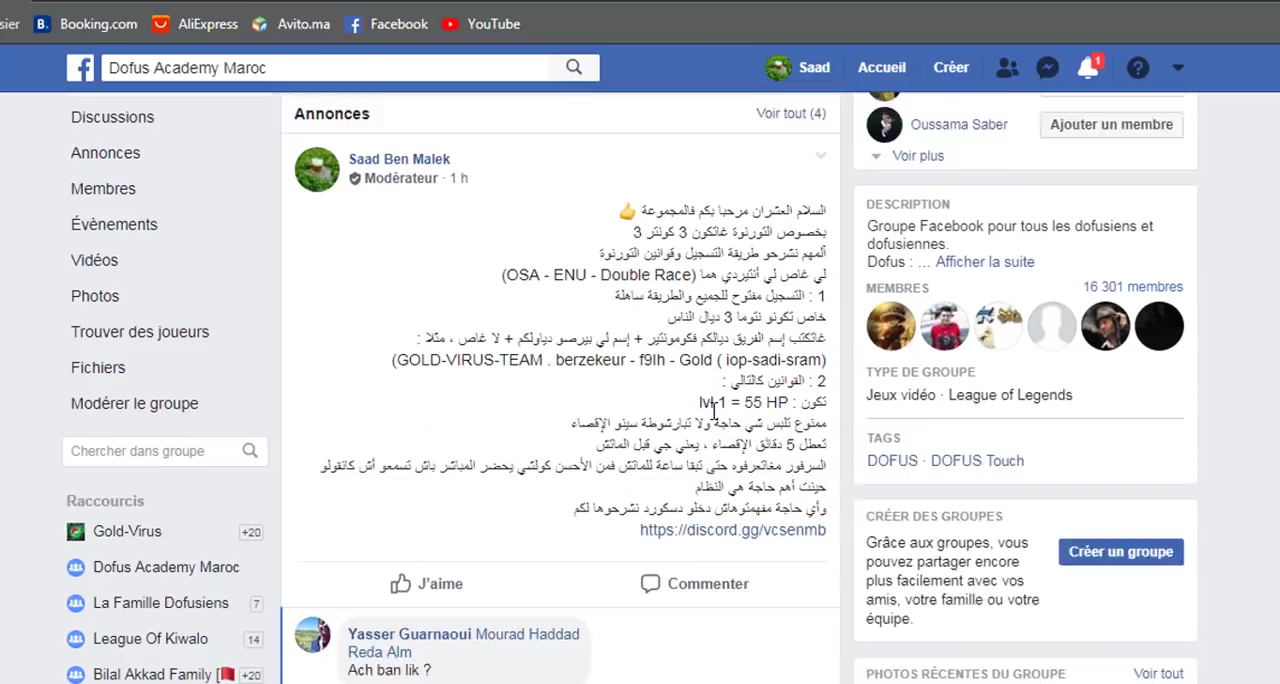 sier Booking.com AliExpress Avito.ma Facebook YouTube
Dofus Academy Maroc
Saad Accueil Créer 1
Discussions
Annonces
Membres
Évènements
Vidéos
Photos
Trouver des joueurs
Fichiers
Modérer le groupe
Chercher dans groupe
Raccourcis
Gold-Virus +20
Dofus Academy Maroc
La Famille Dofusiens 7
League Of Kiwalo 14
Bilal Akkad Family [ +20
Annonces Voir tout (4)
Saad Ben Malek
Modérateur · 1 h
السلام العشران مرحبا بكم فالمجموعة 👍
بخصوص التورنوة غاتكون 3 كونتر 3
ألمهم نشرحو طريقة التسجيل وقوانين التورنوة
لي غاص لي أنتيردي هما (OSA - ENU - Double Race)
1 : التسجيل مفتوح للجميع والطريقة ساهلة
خاص تكونو نتوما 3 ديال الناس
غاتكتب إسم الفريق ديالكم فكومونتير + إسم لي بيرصو دياولكم + لا غاص ، مثلا :
(GOLD-VIRUS-TEAM . berzekeur - f9Ih - Gold ( iop-sadi-sram)
2 : القوانين كالتالي :
تكون : lvl-1 = 55 HP
ممنوع تلبس شي حاجة ولا تبارشوطة سينو الإقصاء
تعطل 5 دقائق الإقصاء ، يعني جي قبل الماتش
السرفور مغاتعرفوه حتى تبقا ساعة للماتش فمن الأحسن كولشي يحضر المباشر باش تسمعو أش كانقولو
حينت أهم حاجة هي النظام
وأي حاجة مفهمتوهاش دخلو دسكورد نشرحوها لكم
https://discord.gg/vcsenmb
J'aime Commenter
Yasser Guarnaoui Mourad Haddad
Reda Alm
Ach ban lik ?
Oussama Saber Ajouter un membre
Voir plus
DESCRIPTION
Groupe Facebook pour tous les dofusiens et
dofusiennes.
Dofus : ... Afficher la suite
MEMBRES 16 301 membres
TYPE DE GROUPE
Jeux vidéo · League of Legends
TAGS
DOFUS · DOFUS Touch
CRÉER DES GROUPES
Grâce aux groupes, vous
pouvez partager encore
plus facilement avec vos
amis, votre famille ou votre
équipe.
Créer un groupe
PHOTOS RÉCENTES DU GROUPE Voir tout